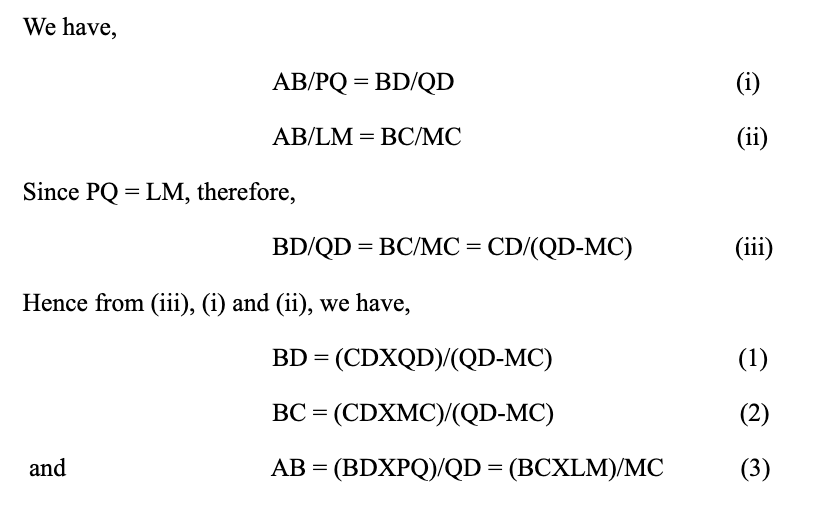 We have,
AB/PQ = BD/QD (i)
AB/LM = BC/MC (ii)
Since PQ = LM, therefore,
BD/QD = BC/MC = CD/(QD-MC) (iii)
Hence from (iii), (i) and (ii), we have,
BD = (CDXQD)/(QD-MC) (1)
BC = (CDXMC)/(QD-MC) (2)
and AB = (BDXPQ)/QD = (BCXLM)/MC (3)